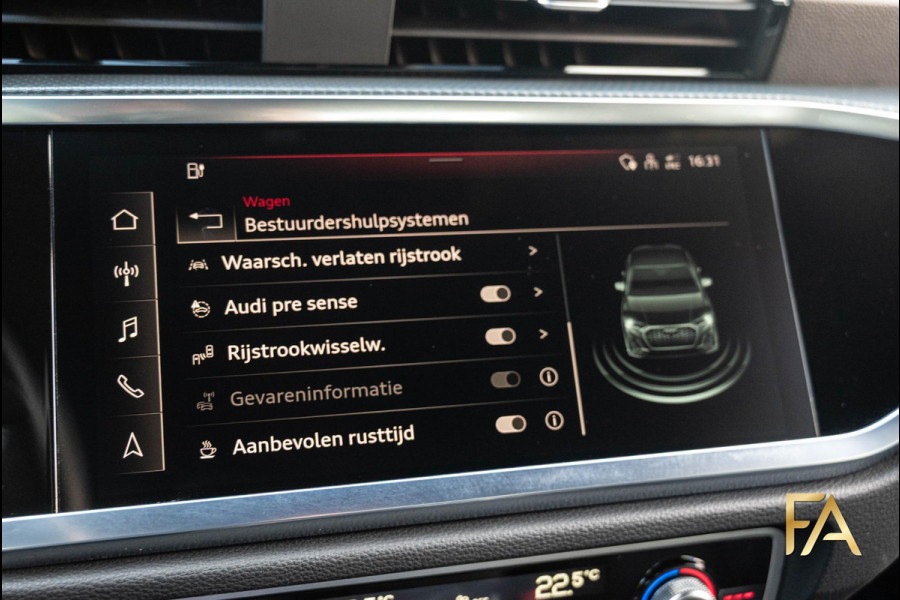 16:31
Wagen
Bestuurdershulpsystemen
Waarsch. verlaten rijstrook
Audi pre sense
Rijstrookwisselw.
Gevareninformatie
Aanbevolen rusttijd
FA
22.5°C